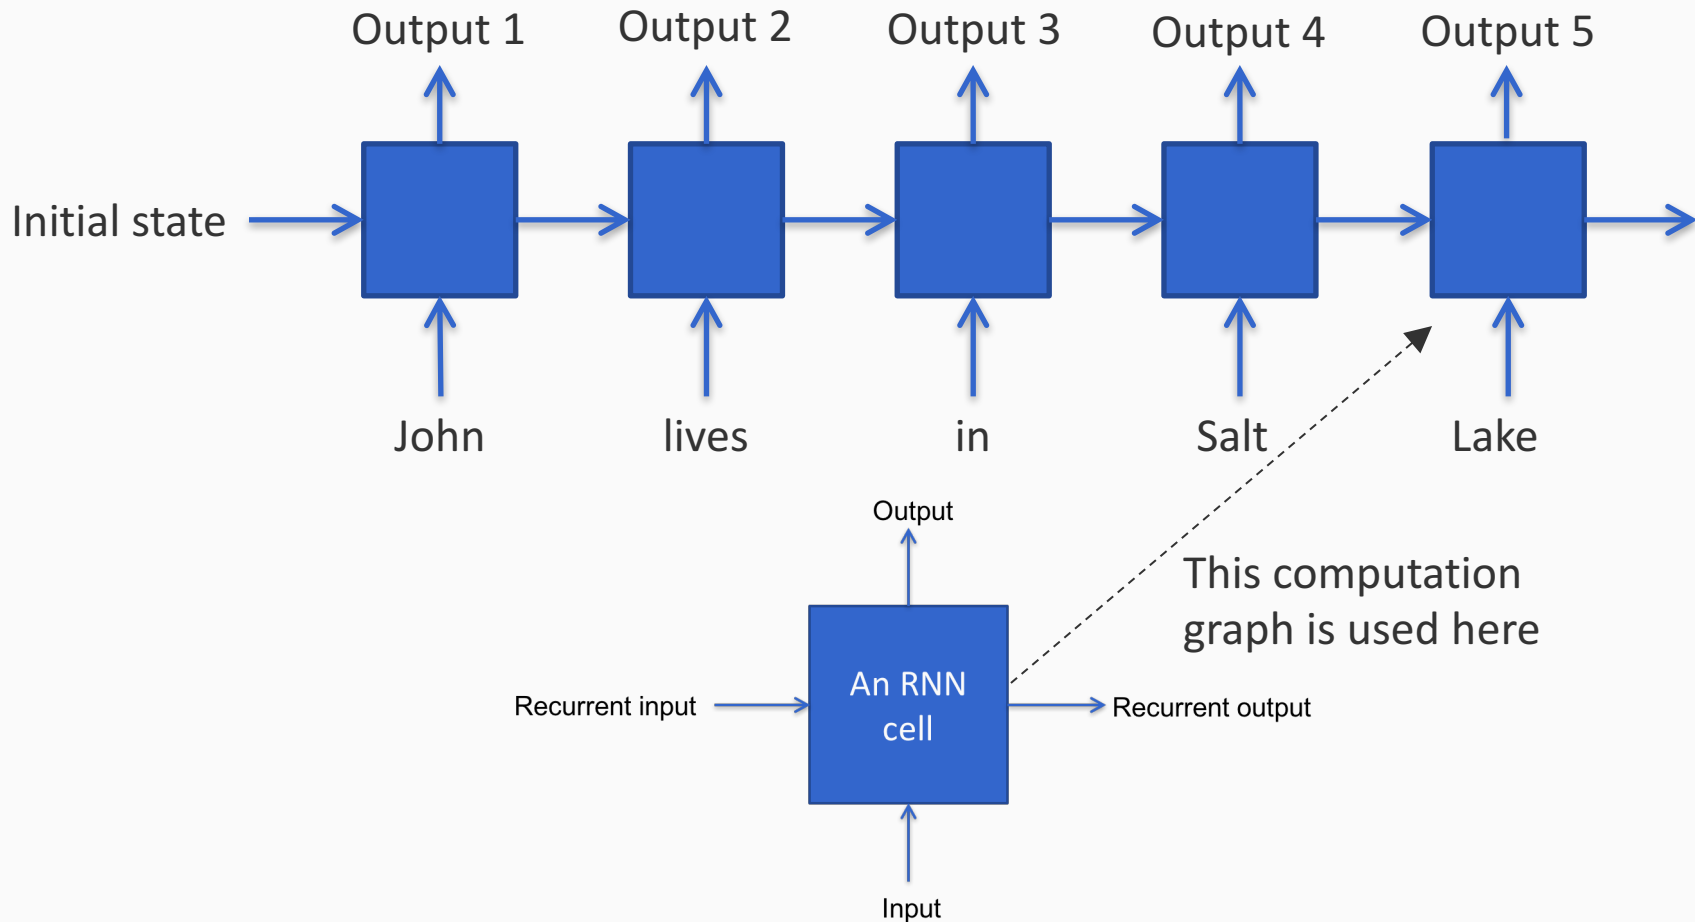 Output 1
Output 2
Output 3
Output 4
Output 5
Initial state
John
lives
in
Salt
Lake
Output
This computation
graph is used here
An RNN
cell
Recurrent input
Recurrent output
Input